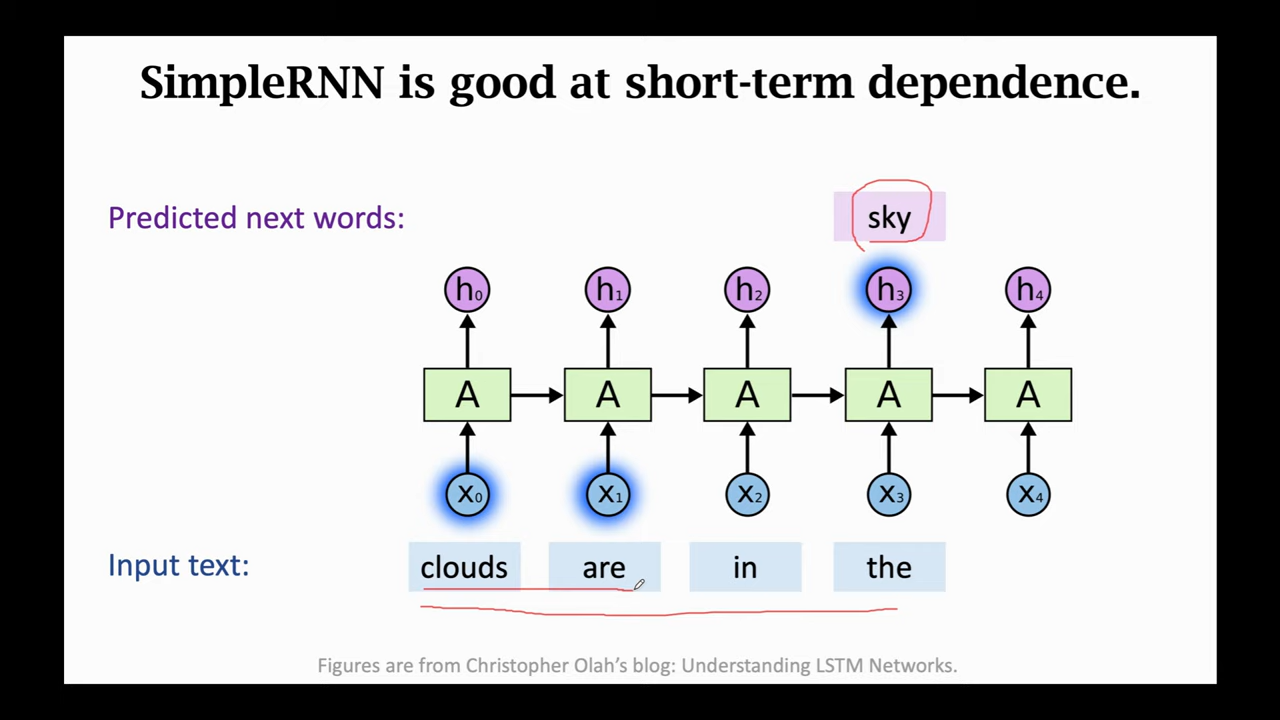 SimpleRNN is good at short-term dependence.
Predicted next words:
sky
h0 h1 h2 h3 h4
A A A A A
x0 x1 x2 x3 x4
Input text:
clouds are in the
Figures are from Christopher Olah's blog: Understanding LSTM Networks.